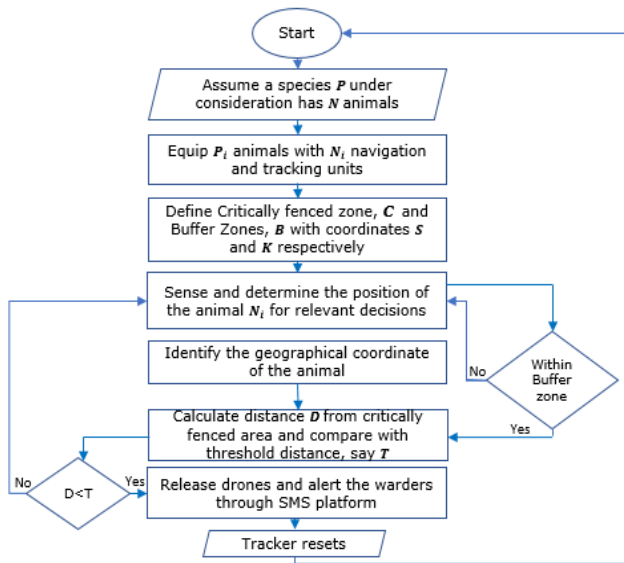 Start
Assume a species P under
consideration has N animals
Equip P_i animals with N_i navigation
and tracking units
Define Critically fenced zone, C and
Buffer Zones, B with coordinates S
and K respectively
Sense and determine the position of
the animal N_i for relevant decisions
Within
Buffer
zone
No
Yes
Identify the geographical coordinate
of the animal
Calculate distance D from critically
fenced area and compare with
threshold distance, say T
No
D<T
Yes
Release drones and alert the warders
through SMS platform
Tracker resets